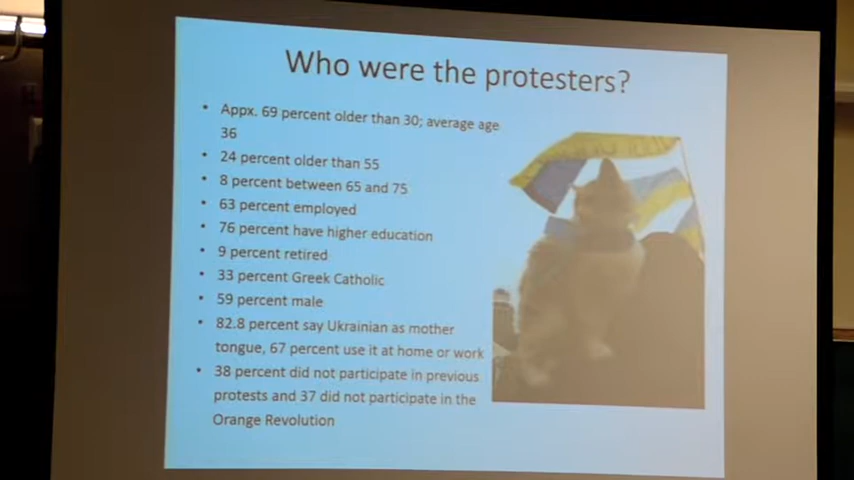 Who were the protesters?
• Appx. 69 percent older than 30; average age
36
• 24 percent older than 55
• 8 percent between 65 and 75
• 63 percent employed
• 76 percent have higher education
• 9 percent retired
• 33 percent Greek Catholic
• 59 percent male
• 82.8 percent say Ukrainian as mother
tongue, 67 percent use it at home or work
• 38 percent did not participate in previous
protests and 37 did not participate in the
Orange Revolution